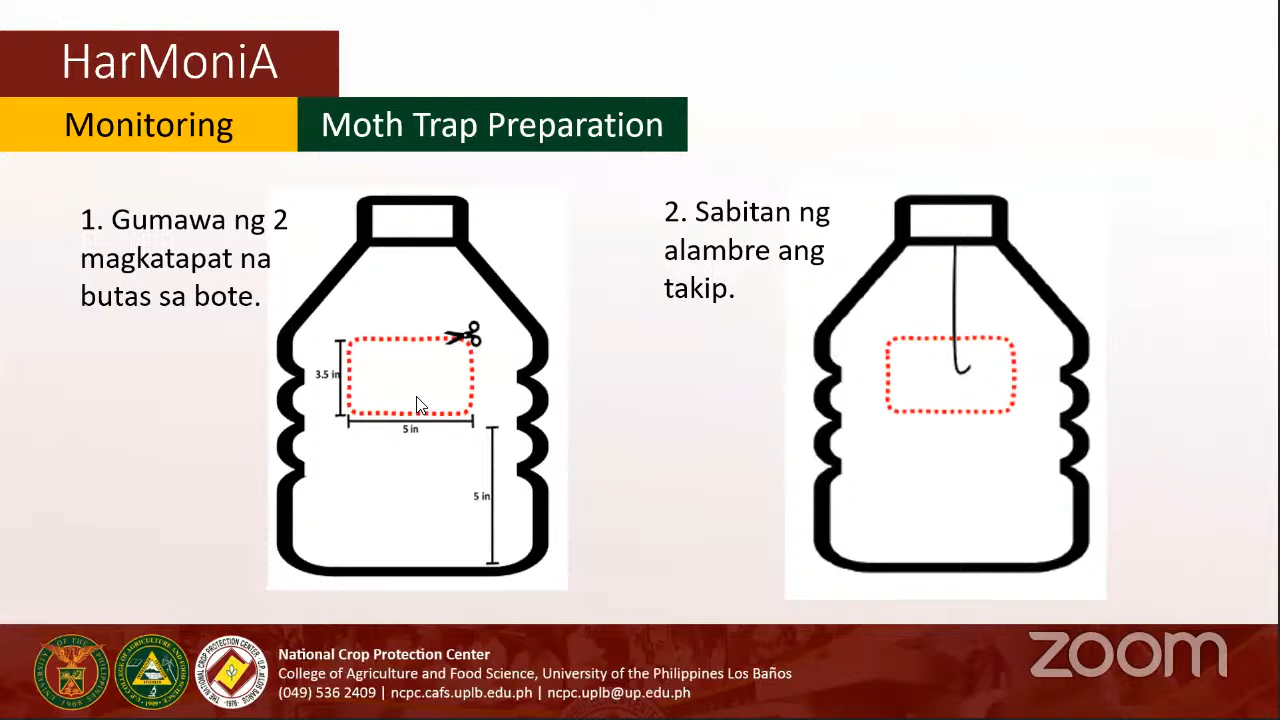 HarMoniA
Monitoring
Moth Trap Preparation
1. Gumawa ng 2
magkatapat na
butas sa bote.
3.5 in
5 in
5 in
2. Sabitan ng
alambre ang
takip.
National Crop Protection Center
College of Agriculture and Food Science, University of the Philippines Los Baños
(049) 536 2409 | ncpc.cafs.uplb.edu.ph | ncpc.uplb@up.edu.ph
zoom